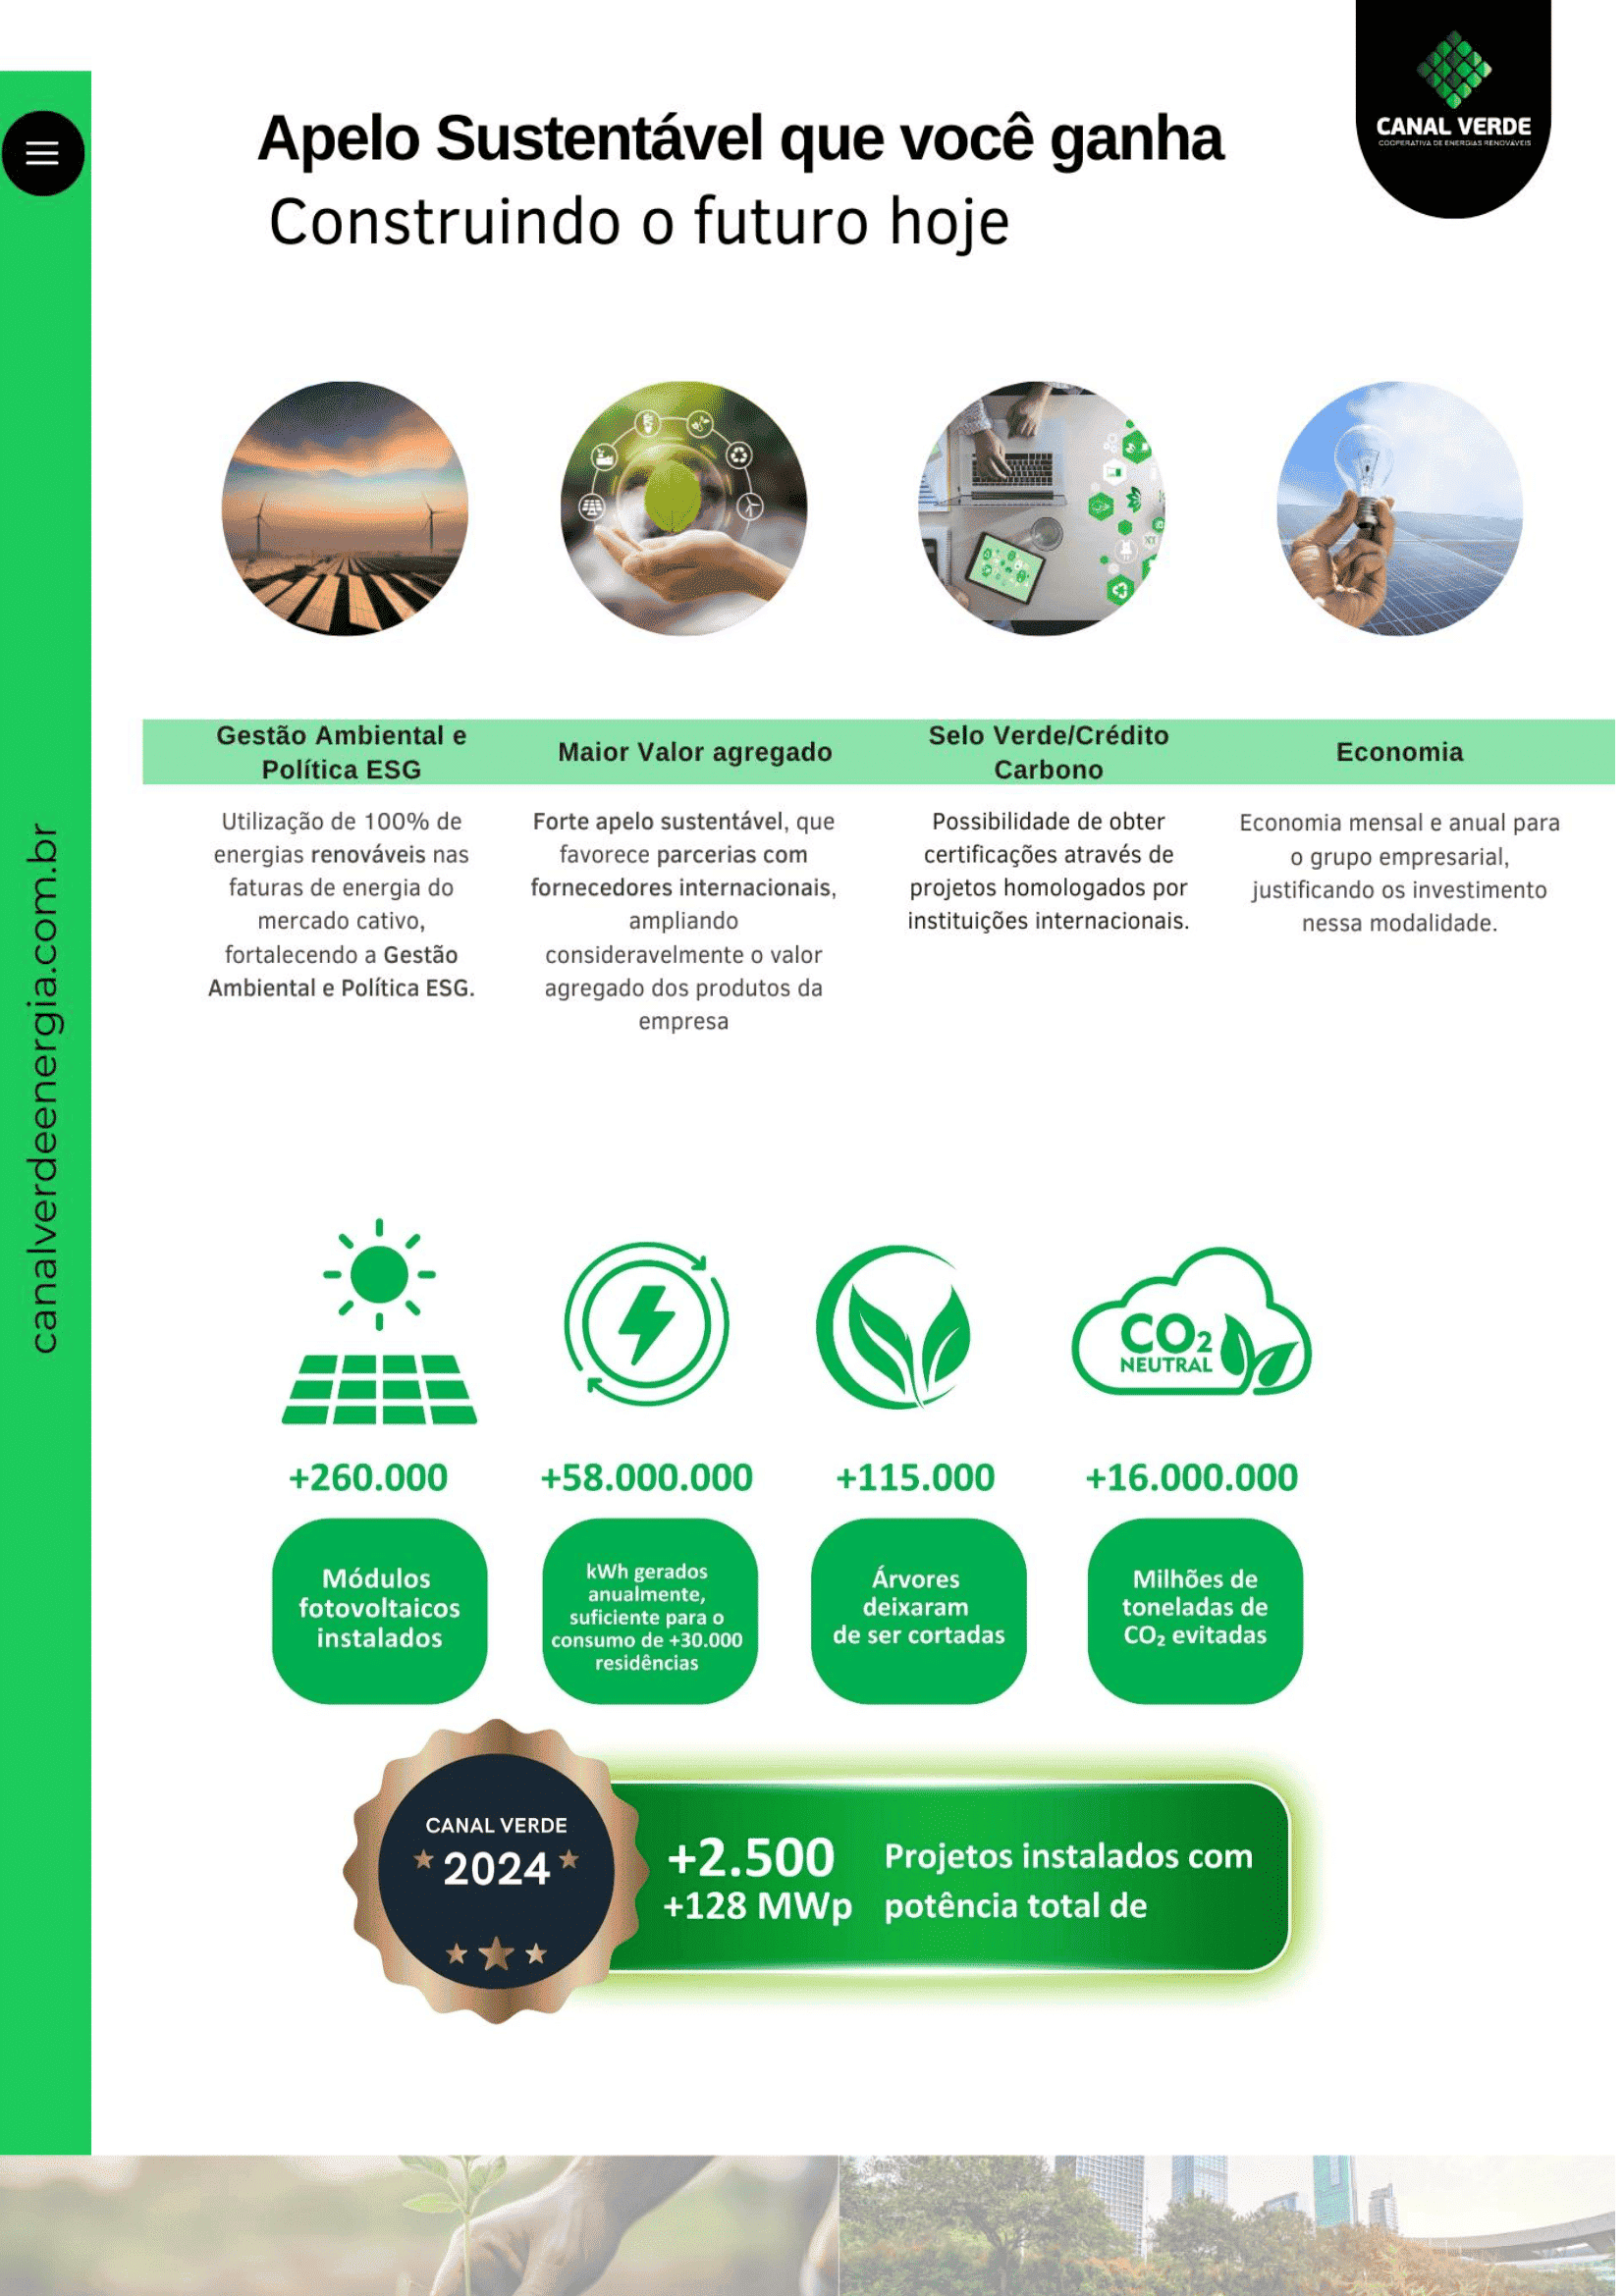 CANAL VERDE
COOPERATIVA DE ENERGIAS RENOVÁVEIS
Apelo Sustentável que você ganha
Construindo o futuro hoje
canalverdeenergia.com.br
Gestão Ambiental e
Política ESG
Utilização de 100% de
energias renováveis nas
faturas de energia do
mercado cativo,
fortalecendo a Gestão
Ambiental e Política ESG.
Maior Valor agregado
Forte apelo sustentável, que
favorece parcerias com
fornecedores internacionais,
ampliando
consideravelmente o valor
agregado dos produtos da
empresa
Selo Verde/Crédito
Carbono
Possibilidade de obter
certificações através de
projetos homologados por
instituições internacionais.
Economia
Economia mensal e anual para
o grupo empresarial,
justificando os investimento
nessa modalidade.
CO₂
NEUTRAL
+260.000
Módulos
fotovoltaicos
instalados
+58.000.000
kWh gerados
anualmente,
suficiente para o
consumo de +30.000
residências
+115.000
Árvores
deixaram
de ser cortadas
+16.000.000
Milhões de
toneladas de
CO₂ evitadas
CANAL VERDE
2024
+2.500 Projetos instalados com
+128 MWp potência total de